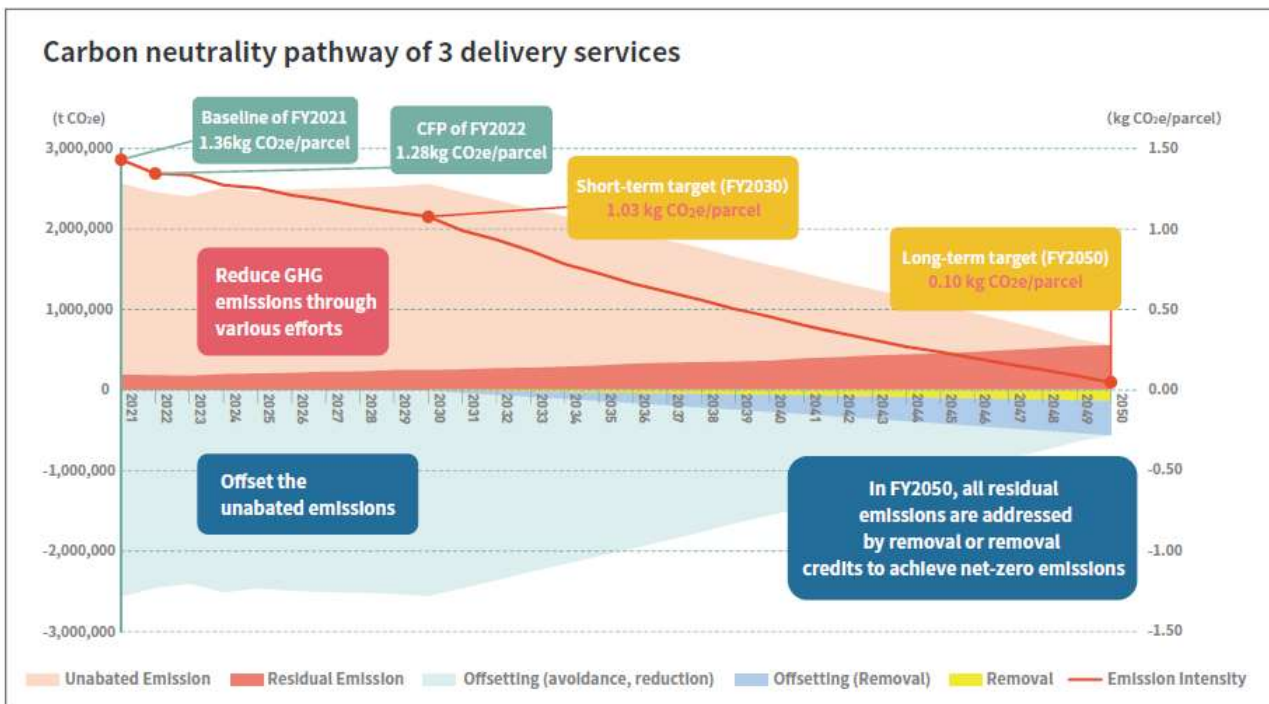 Carbon neutrality pathway of 3 delivery services
(t CO₂e)
(kg CO₂e/parcel)
Baseline of FY2021
1.36kg CO₂e/parcel
CFP of FY2022
1.28kg CO₂e/parcel
Short-term target (FY2030)
1.03 kg CO₂e/parcel
Long-term target (FY2050)
0.10 kg CO₂e/parcel
Reduce GHG
emissions through
various efforts
3,000,000
2,000,000
1,000,000
0
-1,000,000
-2,000,000
-3,000,000
1.50
1.00
0.50
0.00
-0.50
-1.00
-1.50
2021
2022
2023
2024
2025
2026
2027
2028
2029
2030
2031
2032
2033
2034
2035
2036
2037
2038
2039
2040
2041
2042
2043
2044
2045
2046
2047
2048
2049
2050
Offset the
unabated emissions
In FY2050, all residual
emissions are addressed
by removal or removal
credits to achieve net-zero emissions
Unabated Emission
Residual Emission
Offsetting (avoidance, reduction)
Offsetting (Removal)
Removal
Emission Intensity